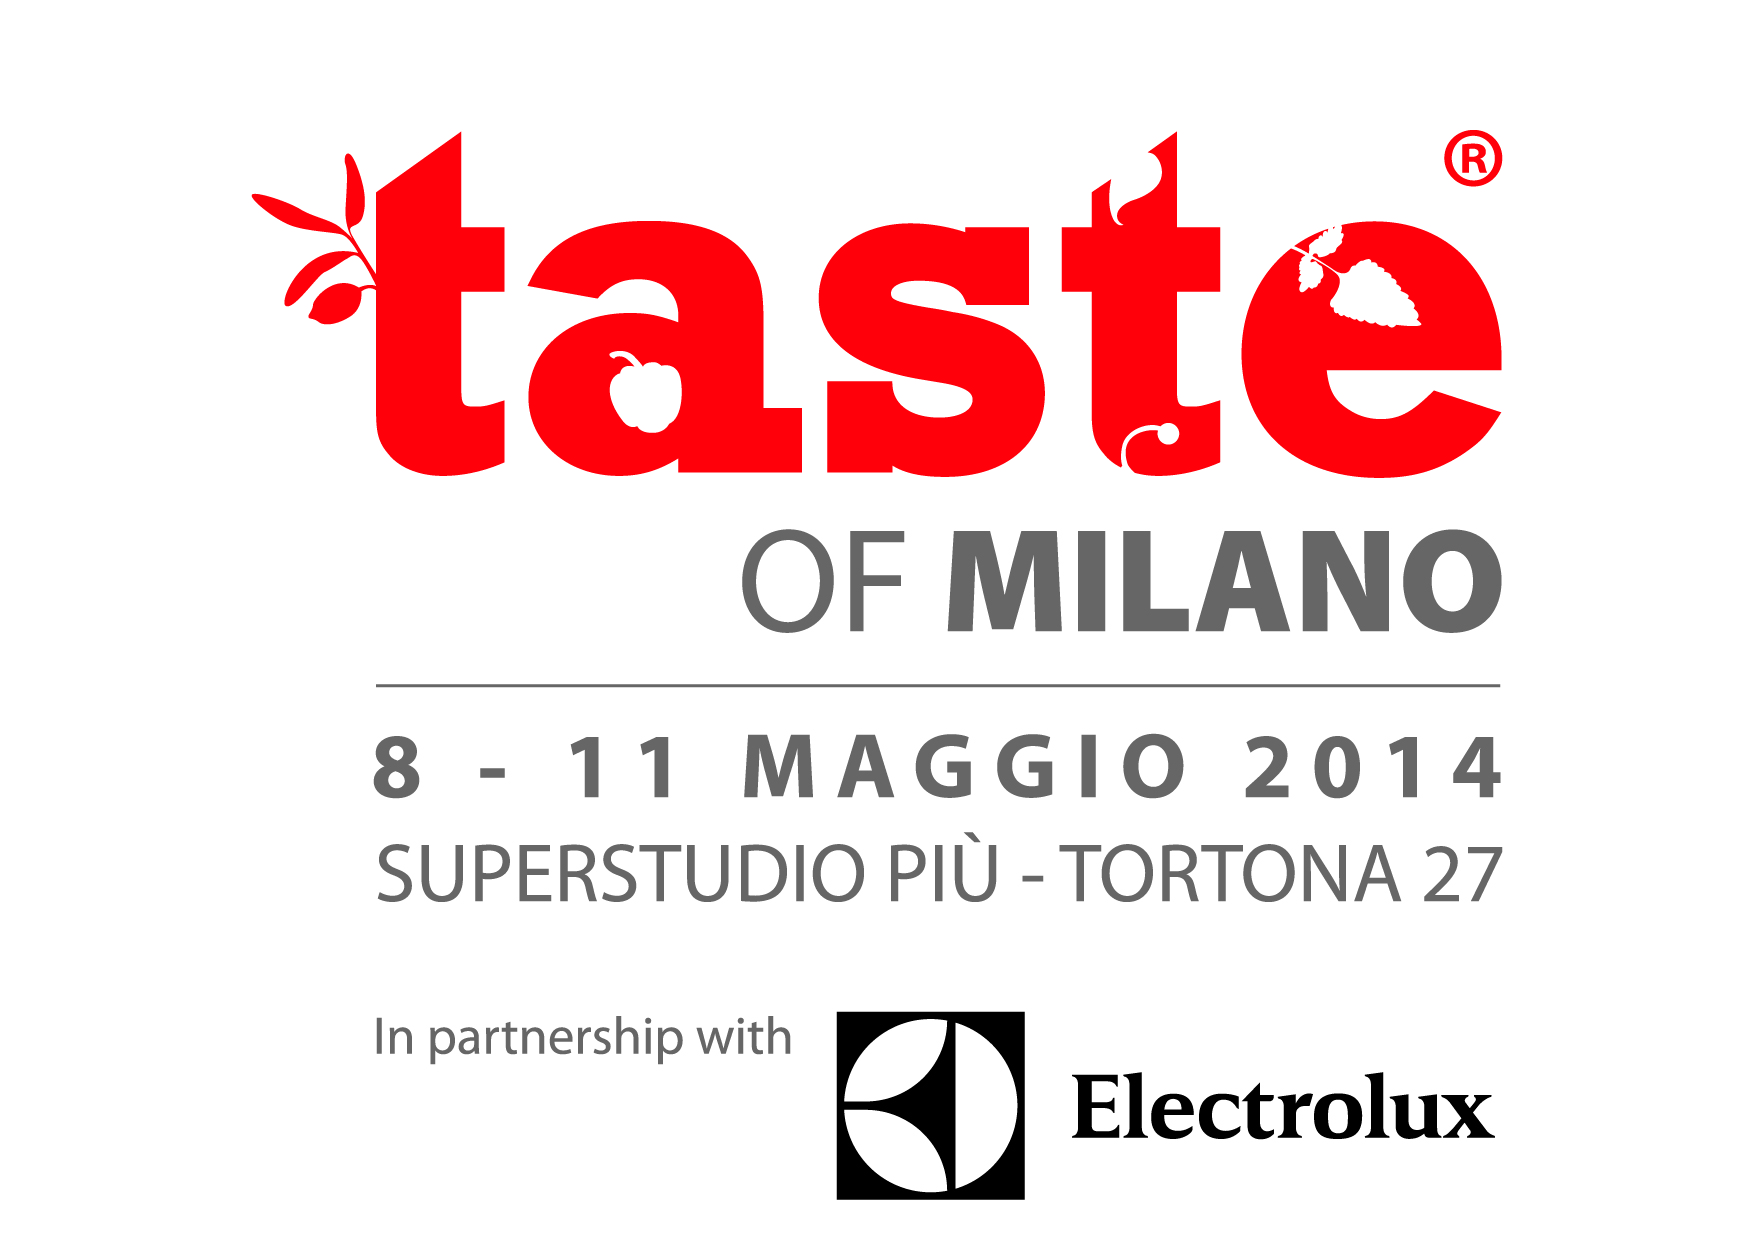 taste®
OF MILANO
8 - 11 MAGGIO 2014
SUPERSTUDIO PIÙ - TORTONA 27
In partnership with
Electrolux